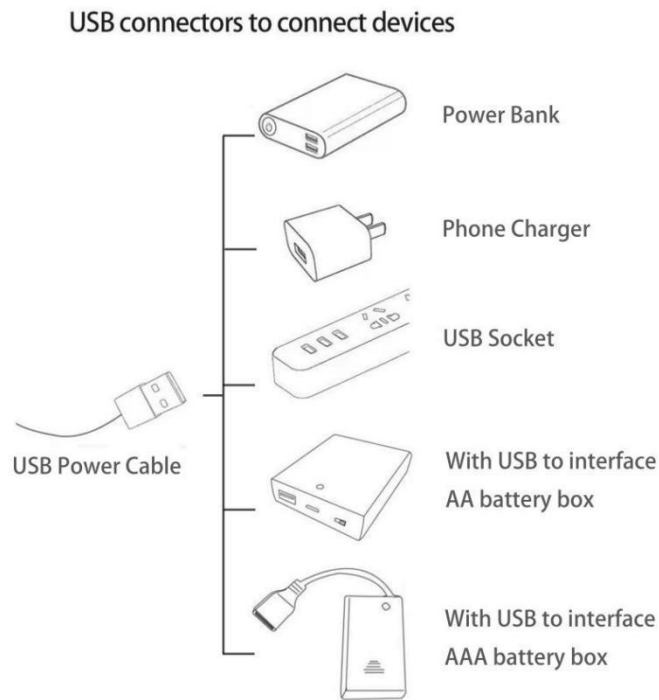 USB connectors to connect devices
Power Bank
Phone Charger
USB Socket
USB Power Cable
With USB to interface
AA battery box
With USB to interface
AAA battery box